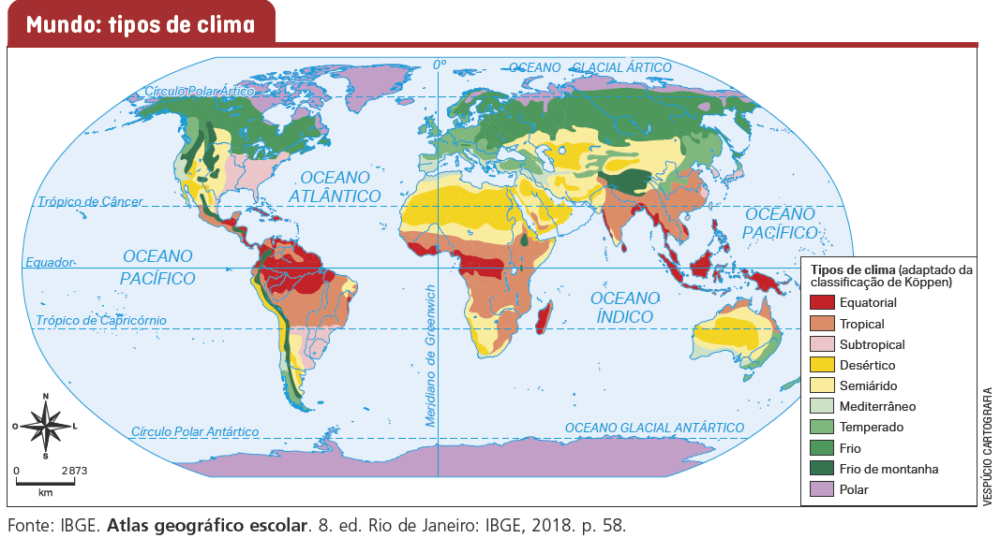 Mundo: tipos de clima
0º
OCEANO GLACIAL ÁRTICO
Círculo Polar Ártico
OCEANO
ATLÂNTICO
Trópico de Câncer
OCEANO
PACÍFICO
Equador
OCEANO
PACÍFICO
OCEANO
ÍNDICO
Trópico de Capricórnio
Meridiano de Greenwich
Círculo Polar Antártico
OCEANO GLACIAL ANTÁRTICO
N
O
L
S
0
2 873
km
Tipos de clima (adaptado da
classificação de Köppen)
Equatorial
Tropical
Subtropical
Desértico
Semiárido
Mediterrâneo
Temperado
Frio
Frio de montanha
Polar
VESPÚCIO CARTOGRAFIA
Fonte: IBGE. Atlas geográfico escolar. 8. ed. Rio de Janeiro: IBGE, 2018. p. 58.